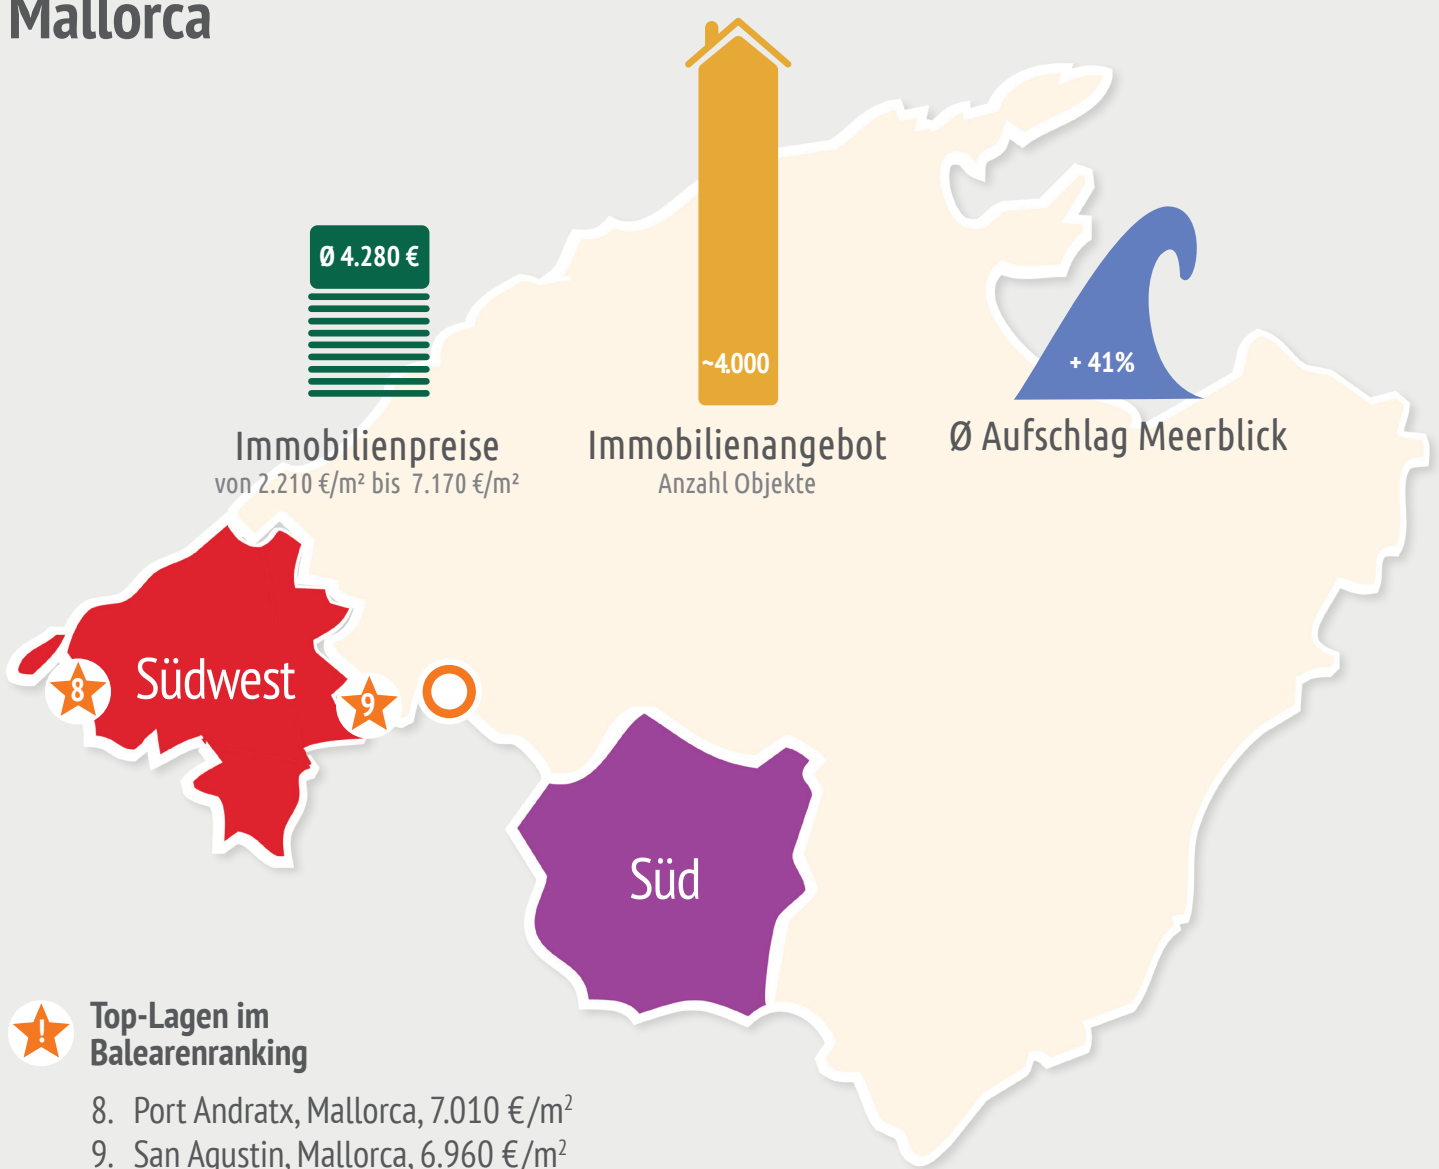 Mallorca
Ø 4.280 €
~4.000
+ 41%
Immobilienpreise
von 2.210 €/m² bis 7.170 €/m²
Immobilienangebot
Anzahl Objekte
Ø Aufschlag Meerblick
8
Südwest
9
Süd
!
Top-Lagen im
Balearenranking
8. Port Andratx, Mallorca, 7.010 €/m²
9. San Agustin, Mallorca, 6.960 €/m²